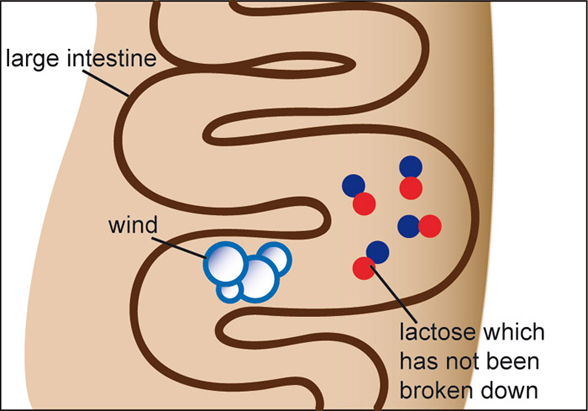 large intestine
wind
lactose which
has not been
broken down